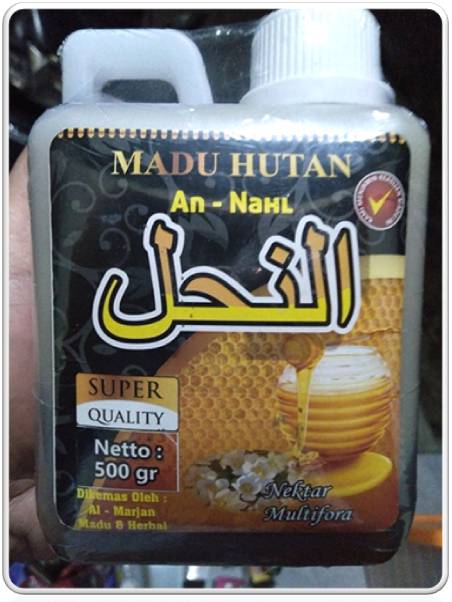 MADU HUTAN
An - Nahl
النحل
SUPER
QUALITY
Netto :
500 gr
Dikemas Oleh :
Al - Marjan
Madu & Herbal
Nektar
Multifora